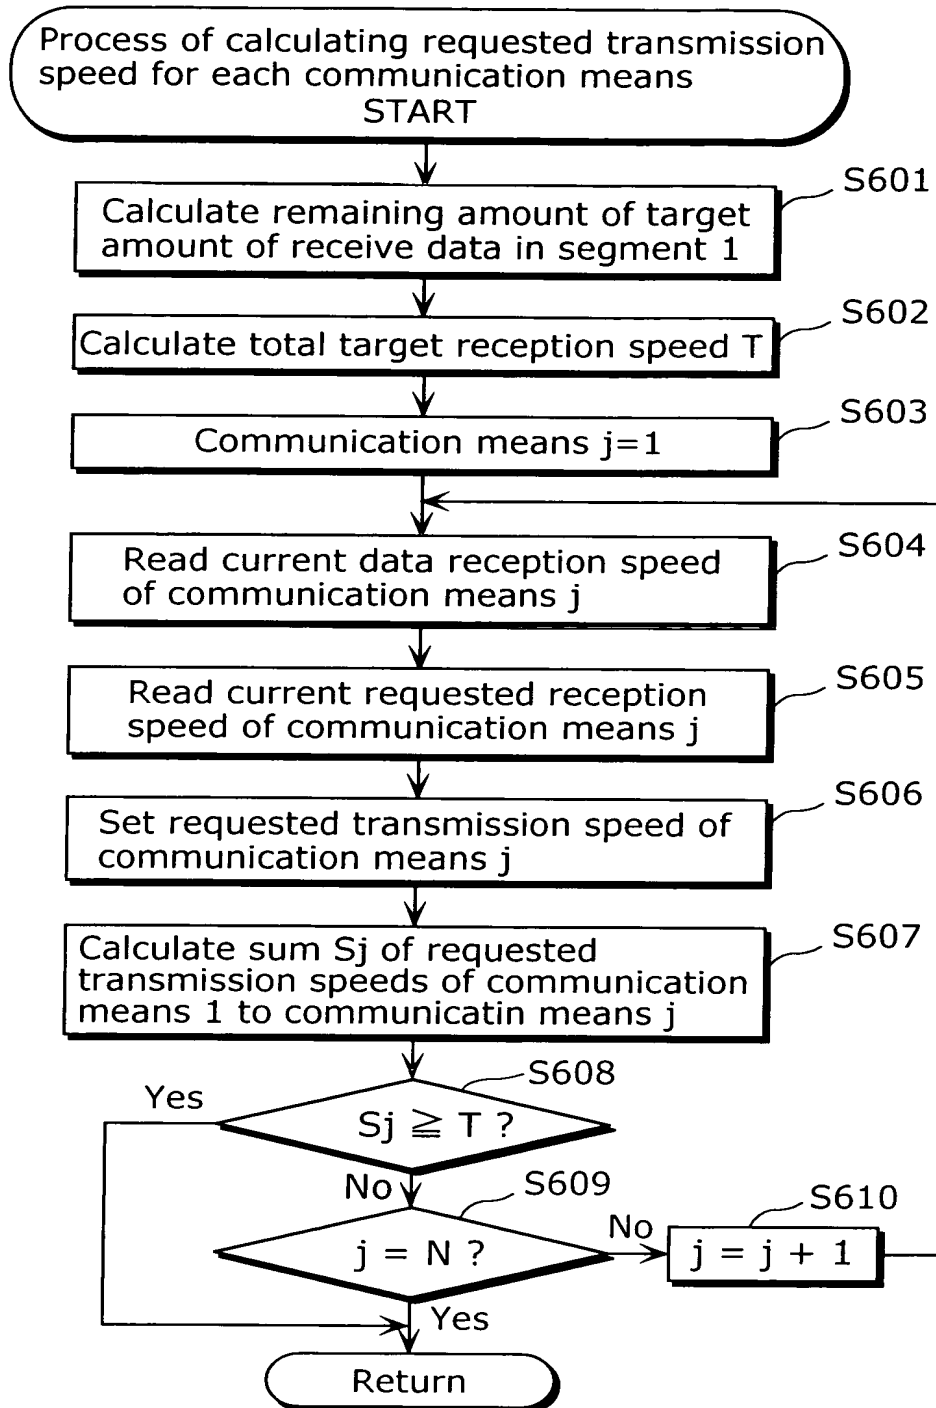 Process of calculating requested transmission
speed for each communication means
START
S601
Calculate remaining amount of target
amount of receive data in segment 1
S602
Calculate total target reception speed T
S603
Communication means j=1
S604
Read current data reception speed
of communication means j
S605
Read current requested reception
speed of communication means j
S606
Set requested transmission speed of
communication means j
S607
Calculate sum Sj of requested
transmission speeds of communication
means 1 to communicatin means j
S608
Yes
Sj ≧ T ?
No
S609
j = N ?
No
S610
j = j + 1
Yes
Return